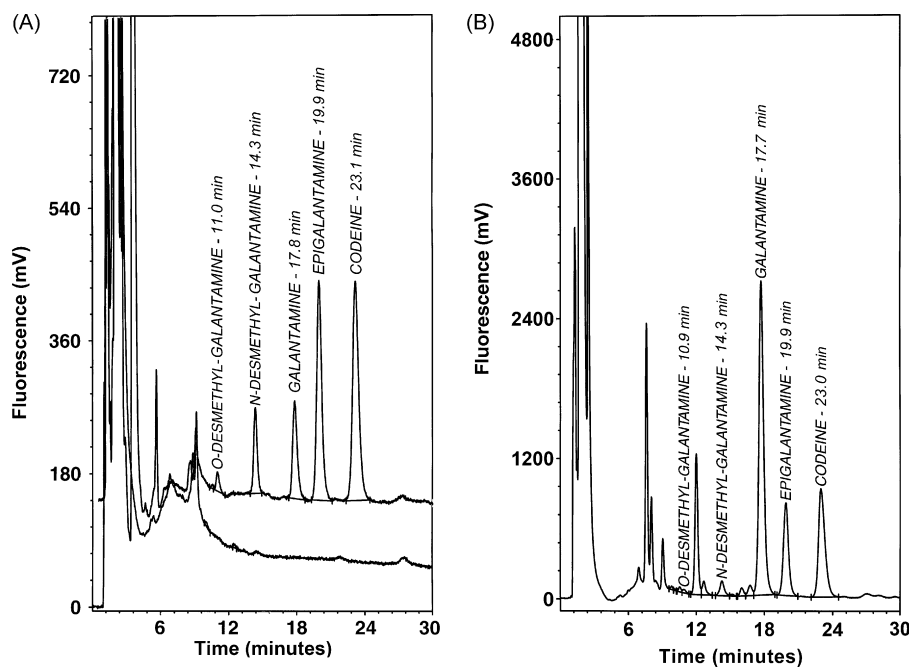 (A)
720
540
360
180
0
Fluorescence (mV)
O-DESMETHYL-GALANTAMINE - 11.0 min
N-DESMETHYL-GALANTAMINE - 14.3 min
GALANTAMINE - 17.8 min
EPIGALANTAMINE - 19.9 min
CODEINE - 23.1 min
6
12
18
24
30
Time (minutes)
(B)
4800
3600
2400
1200
0
Fluorescence (mV)
O-DESMETHYL-GALANTAMINE - 10.9 min
N-DESMETHYL-GALANTAMINE - 14.3 min
GALANTAMINE - 17.7 min
EPIGALANTAMINE - 19.9 min
CODEINE - 23.0 min
6
12
18
24
30
Time (minutes)